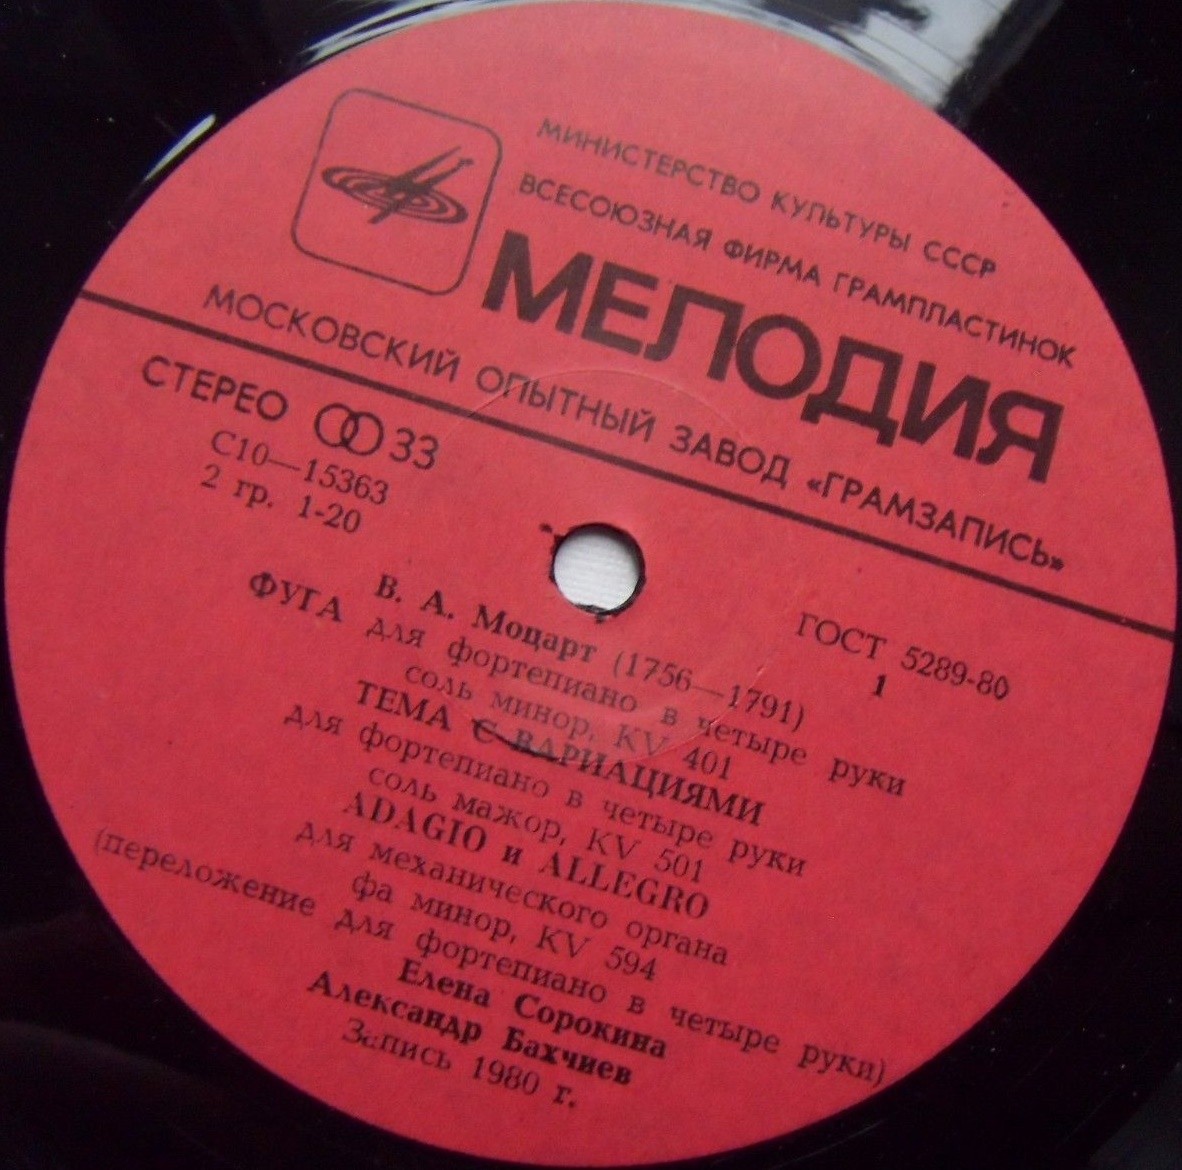 МИНИСТЕРСТВО КУЛЬТУРЫ СССР
ВСЕСОЮЗНАЯ ФИРМА ГРАМПЛАСТИНОК
МЕЛОДИЯ
МОСКОВСКИЙ ОПЫТНЫЙ ЗАВОД «ГРАМЗАПИСЬ»
СТЕРЕО 33
С10—15363
2 гр. 1-20
ГОСТ 5289-80
1
В. А. Моцарт (1756—1791)
ФУГА для фортепиано в четыре руки
соль минор, KV 401
ТЕМА С ВАРИАЦИЯМИ
для фортепиано в четыре руки
соль мажор, KV 501
ADAGIO и ALLEGRO
для механического органа
фа минор, KV 594
(переложение для фортепиано в четыре руки)
Елена Сорокина
Александр Бахчиев
Запись 1980 г.